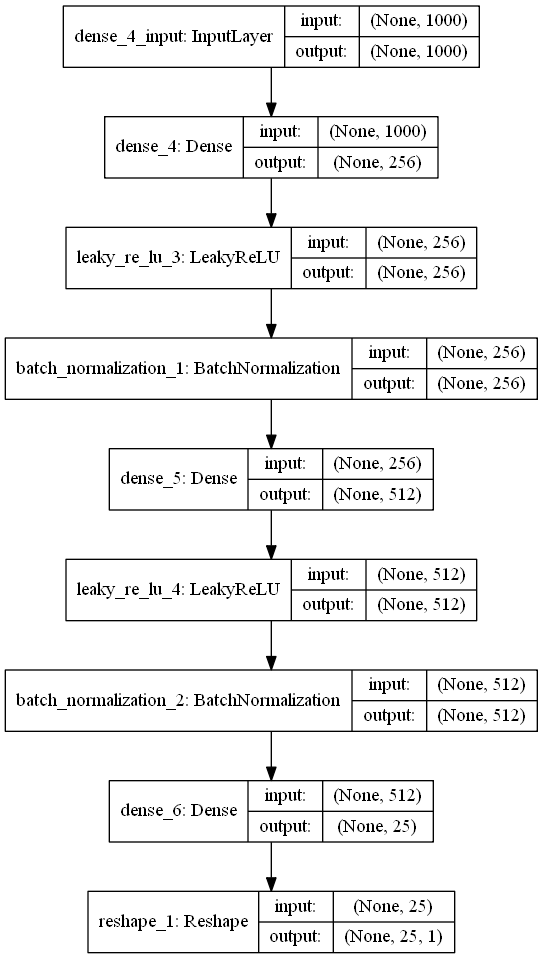 dense_4_input: InputLayer
input: (None, 1000)
output: (None, 1000)
dense_4: Dense
input: (None, 1000)
output: (None, 256)
leaky_re_lu_3: LeakyReLU
input: (None, 256)
output: (None, 256)
batch_normalization_1: BatchNormalization
input: (None, 256)
output: (None, 256)
dense_5: Dense
input: (None, 256)
output: (None, 512)
leaky_re_lu_4: LeakyReLU
input: (None, 512)
output: (None, 512)
batch_normalization_2: BatchNormalization
input: (None, 512)
output: (None, 512)
dense_6: Dense
input: (None, 512)
output: (None, 25)
reshape_1: Reshape
input: (None, 25)
output: (None, 25, 1)